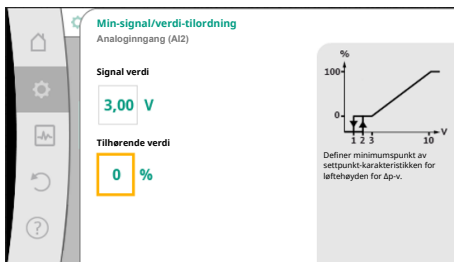 Min-signal/verdi-tilordning
Analoginngang (AI2)
Signal verdi
3,00 V
Tilhørende verdi
0 %
%
100
0
1 2 3 10 V
Definer minimumspunkt av
settpunkt-karakteristikken for
løftehøyden for Δp-v.
?